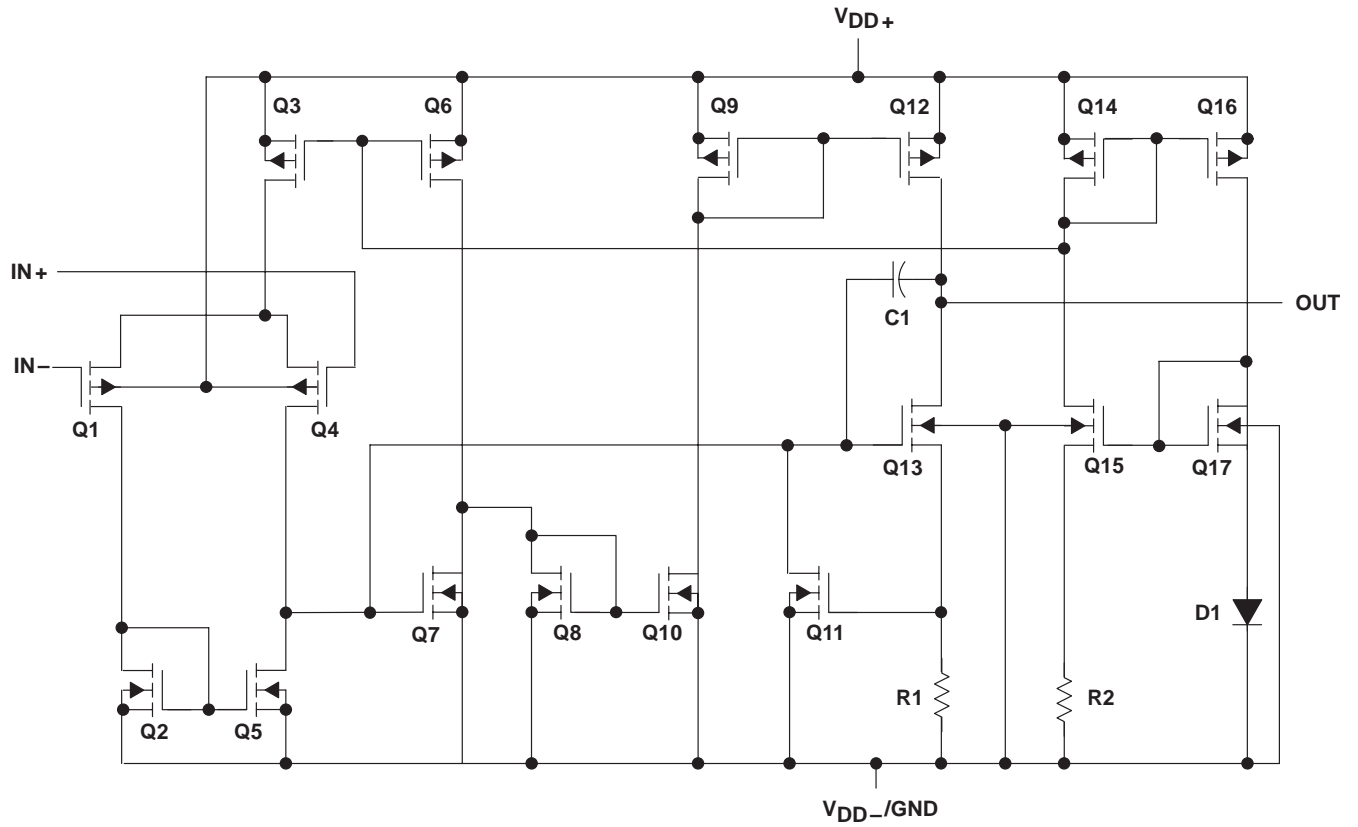 VDD+
Q3
Q6
Q9
Q12
Q14
Q16
IN+
C1
OUT
IN−
Q1
Q4
Q13
Q15
Q17
Q7
Q8
Q10
Q11
D1
Q2
Q5
R1
R2
VDD−/GND